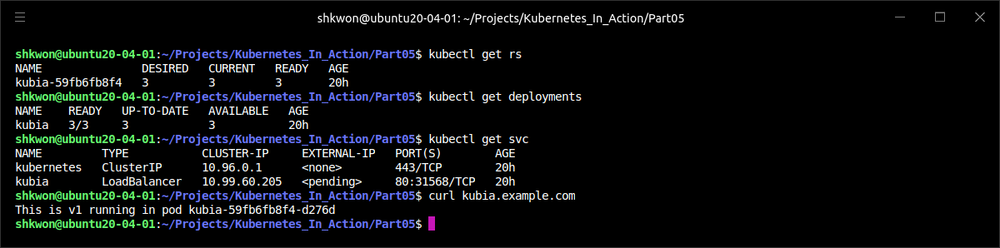 shkwon@ubuntu20-04-01: ~/Projects/Kubernetes_In_Action/Part05
shkwon@ubuntu20-04-01:~/Projects/Kubernetes_In_Action/Part05$ kubectl get rs
NAME               DESIRED   CURRENT   READY   AGE
kubia-59fb6fb8f4   3         3         3       20h
shkwon@ubuntu20-04-01:~/Projects/Kubernetes_In_Action/Part05$ kubectl get deployments
NAME    READY   UP-TO-DATE   AVAILABLE   AGE
kubia   3/3     3            3           20h
shkwon@ubuntu20-04-01:~/Projects/Kubernetes_In_Action/Part05$ kubectl get svc
NAME         TYPE           CLUSTER-IP     EXTERNAL-IP   PORT(S)        AGE
kubernetes   ClusterIP      10.96.0.1      <none>        443/TCP        20h
kubia        LoadBalancer   10.99.60.205   <pending>     80:31568/TCP   20h
shkwon@ubuntu20-04-01:~/Projects/Kubernetes_In_Action/Part05$ curl kubia.example.com
This is v1 running in pod kubia-59fb6fb8f4-d276d
shkwon@ubuntu20-04-01:~/Projects/Kubernetes_In_Action/Part05$